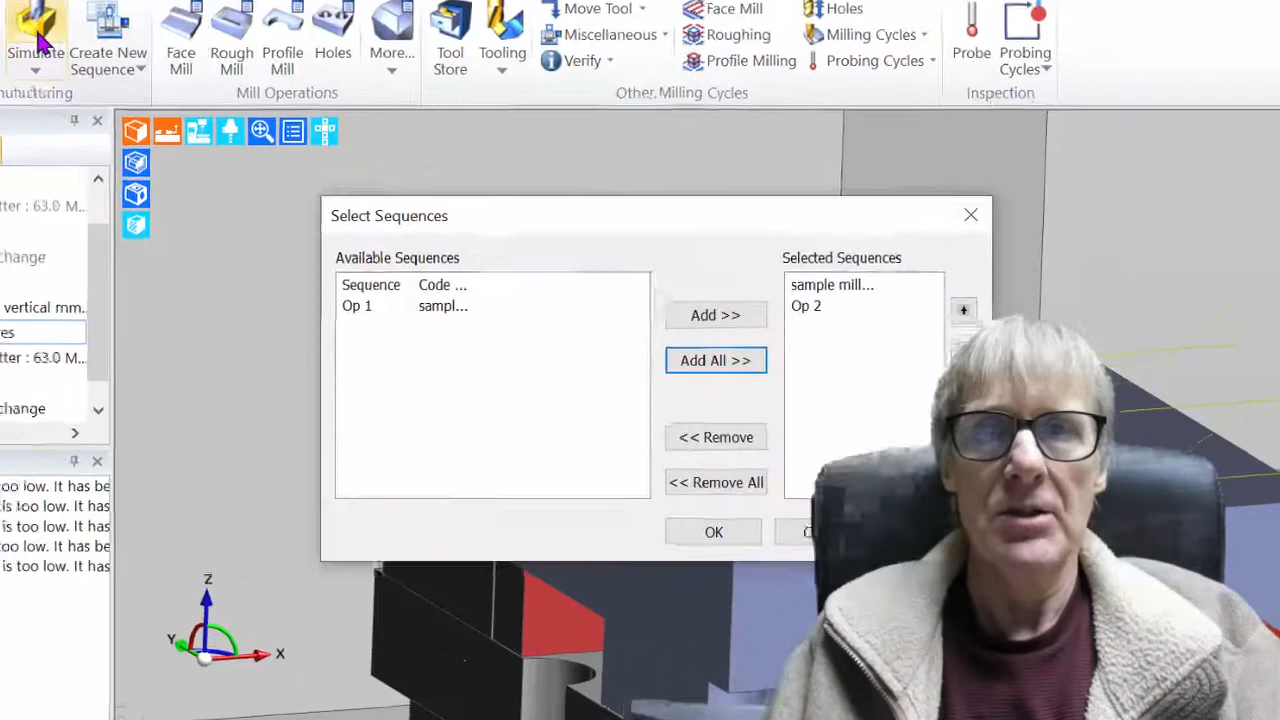 Simulate
Create New
Sequence
Face
Mill
Rough
Mill
Profile
Mill
Holes
More...
Tool
Store
Tooling
Move Tool
Miscellaneous
Verify
Face Mill
Roughing
Profile Milling
Holes
Milling Cycles
Probing Cycles
Probe
Probing
Cycles
Mill Operations
Other Milling Cycles
Inspection
tter : 63.0 M...
change
vertical mm...
res
tter : 63.0 M...
change
too low. It has be
is too low. It has
is too low. It has
too low. It has be
is too low. It has be
Select Sequences
Available Sequences
Sequence Code ...
Op 1 sampl...
Add >>
Add All >>
<< Remove
<< Remove All
OK
Selected Sequences
sample mill...
Op 2
Z
Y
X